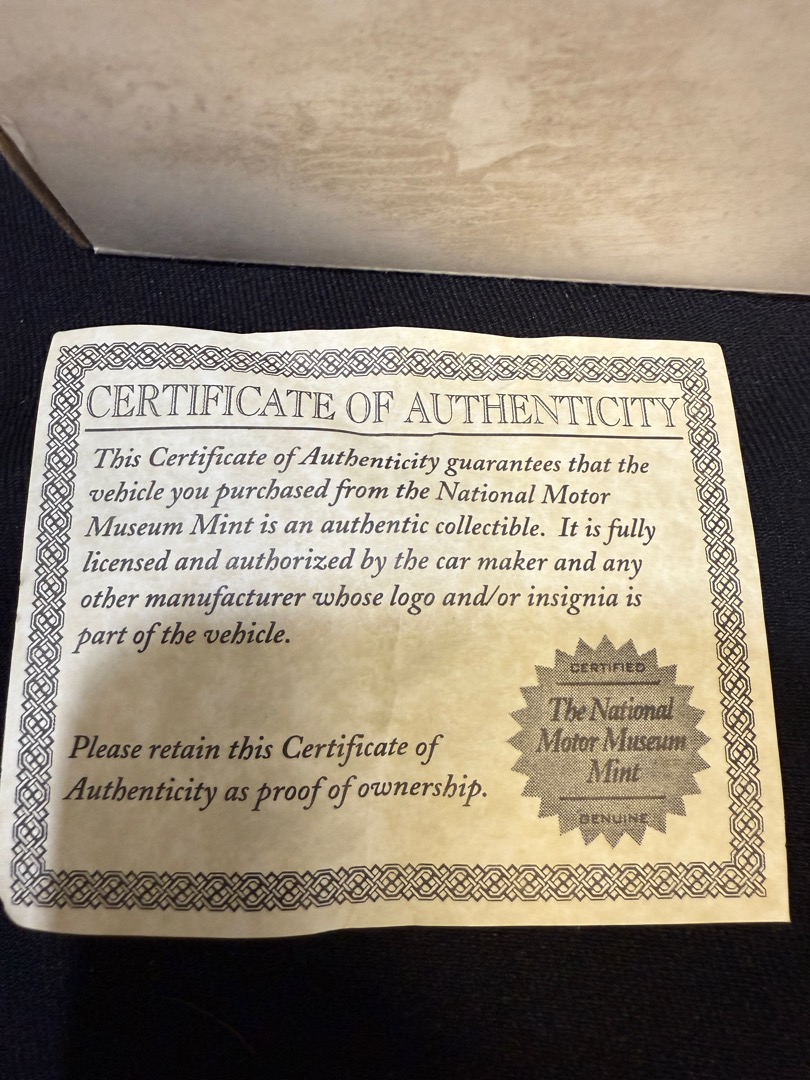 CERTIFICATE OF AUTHENTICITY
This Certificate of Authenticity guarantees that the
vehicle you purchased from the National Motor
Museum Mint is an authentic collectible. It is fully
licensed and authorized by the car maker and any
other manufacturer whose logo and/or insignia is
part of the vehicle.
Please retain this Certificate of
Authenticity as proof of ownership.
CERTIFIED
The National
Motor Museum
Mint
GENUINE